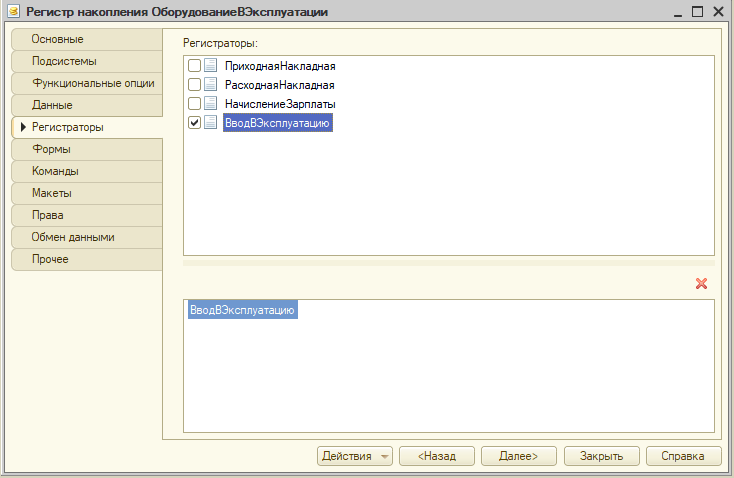 Регистр накопления ОборудованиеВЭксплуатации
Основные
Подсистемы
Функциональные опции
Данные
Регистраторы
Формы
Команды
Макеты
Права
Обмен данными
Прочее
Регистраторы:
ПриходнаяНакладная
РасходнаяНакладная
НачислениеЗарплаты
ВводВЭксплуатацию
ВводВЭксплуатацию
Действия
<Назад
Далее>
Закрыть
Справка